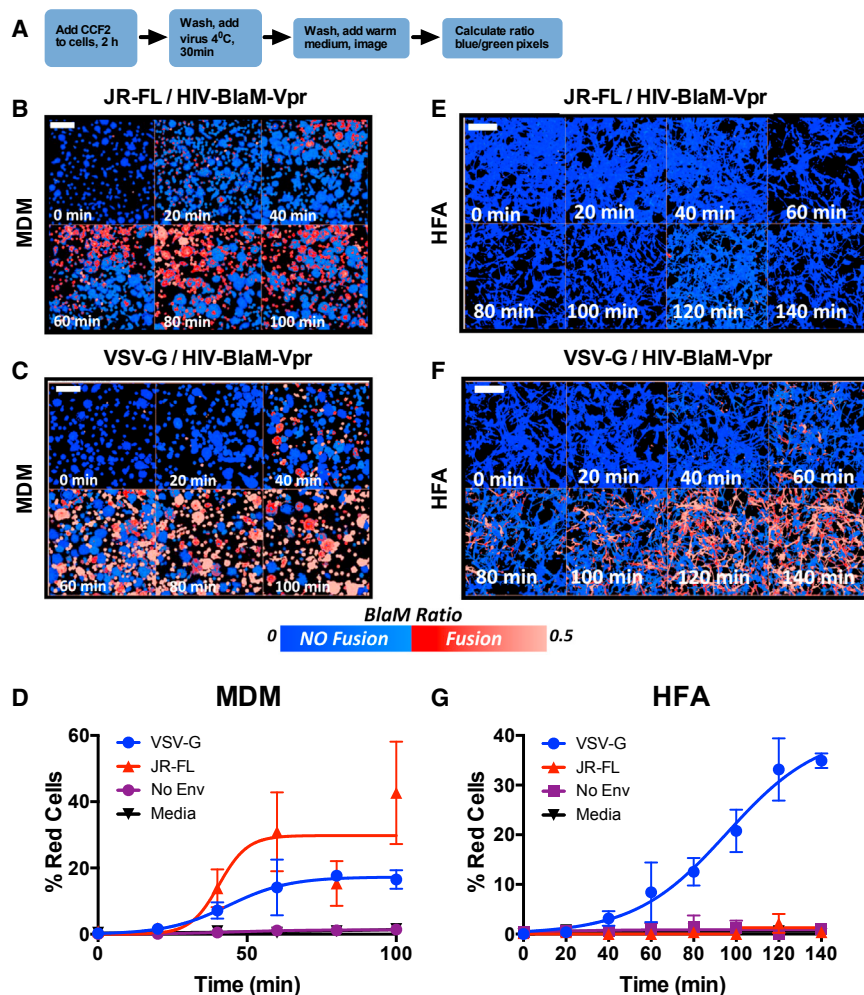 A
Add CCF2
to cells, 2 h
Wash, add
virus 4⁰C,
30min
Wash, add warm
medium, image
Calculate ratio
blue/green pixels
B
JR-FL / HIV-BlaM-Vpr
MDM
0 min
20 min
40 min
60 min
80 min
100 min
C
VSV-G / HIV-BlaM-Vpr
MDM
0 min
20 min
40 min
60 min
80 min
100 min
E
JR-FL / HIV-BlaM-Vpr
HFA
0 min
20 min
40 min
60 min
80 min
100 min
120 min
140 min
F
VSV-G / HIV-BlaM-Vpr
HFA
0 min
20 min
40 min
60 min
80 min
100 min
120 min
140 min
BlaM Ratio
0
NO Fusion
Fusion
0.5
D
MDM
VSV-G
JR-FL
No Env
Media
% Red Cells
60
40
20
0
0
50
100
Time (min)
G
HFA
VSV-G
JR-FL
No Env
Media
% Red Cells
40
30
20
10
0
0
20
40
60
80
100
120
140
Time (min)